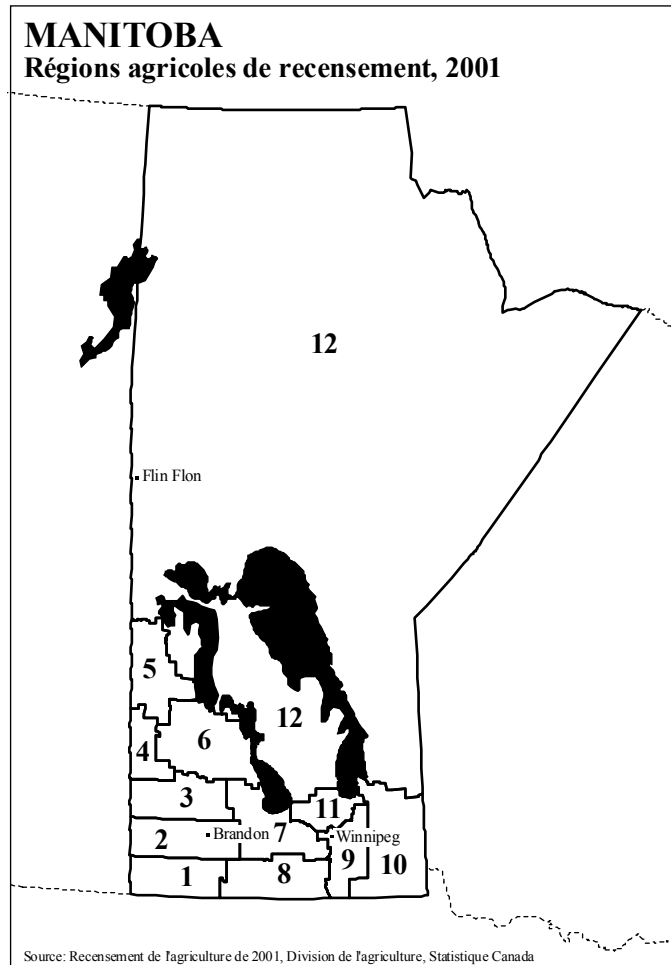 MANITOBA
Régions agricoles de recensement, 2001
12
Flin Flon
5
12
6
4
3
11
Brandon
7
Winnipeg
2
9
10
1
8
Source: Recensement de l'agriculture de 2001, Division de l'agriculture, Statistique Canada